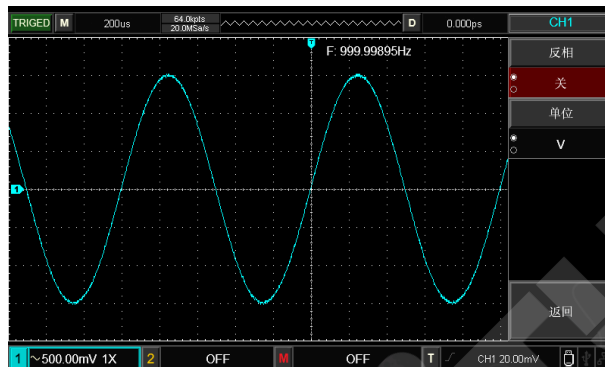 TRIGED M 200us 64.0kpts D 0.000ps CH1
20.0MSa/s
T
F: 999.99895Hz
反相
关
单位
V
1
返回
1 ~500.00mV 1X 2 OFF M OFF T CH1 20.00mV